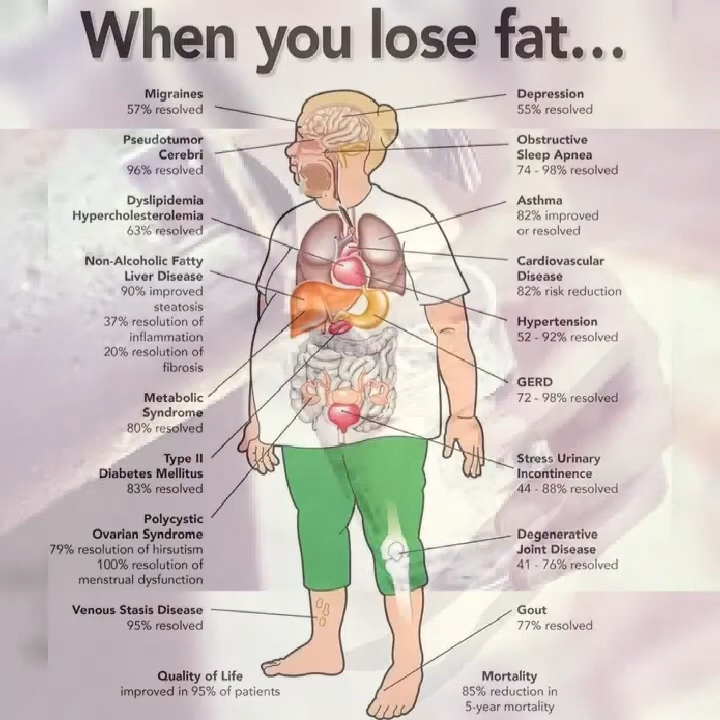 When you lose fat...
Migraines
57% resolved
Pseudotumor
Cerebri
96% resolved
Dyslipidemia
Hypercholesterolemia
63% resolved
Non-Alcoholic Fatty
Liver Disease
90% improved
steatosis
37% resolution of
inflammation
20% resolution of
fibrosis
Metabolic
Syndrome
80% resolved
Type II
Diabetes Mellitus
83% resolved
Polycystic
Ovarian Syndrome
79% resolution of hirsutism
100% resolution of
menstrual dysfunction
Venous Stasis Disease
95% resolved
Depression
55% resolved
Obstructive
Sleep Apnea
74 - 98% resolved
Asthma
82% improved
or resolved
Cardiovascular
Disease
82% risk reduction
Hypertension
52 - 92% resolved
GERD
72 - 98% resolved
Stress Urinary
Incontinence
44 - 88% resolved
Degenerative
Joint Disease
41 - 76% resolved
Gout
77% resolved
Quality of Life
improved in 95% of patients
Mortality
85% reduction in
5-year mortality